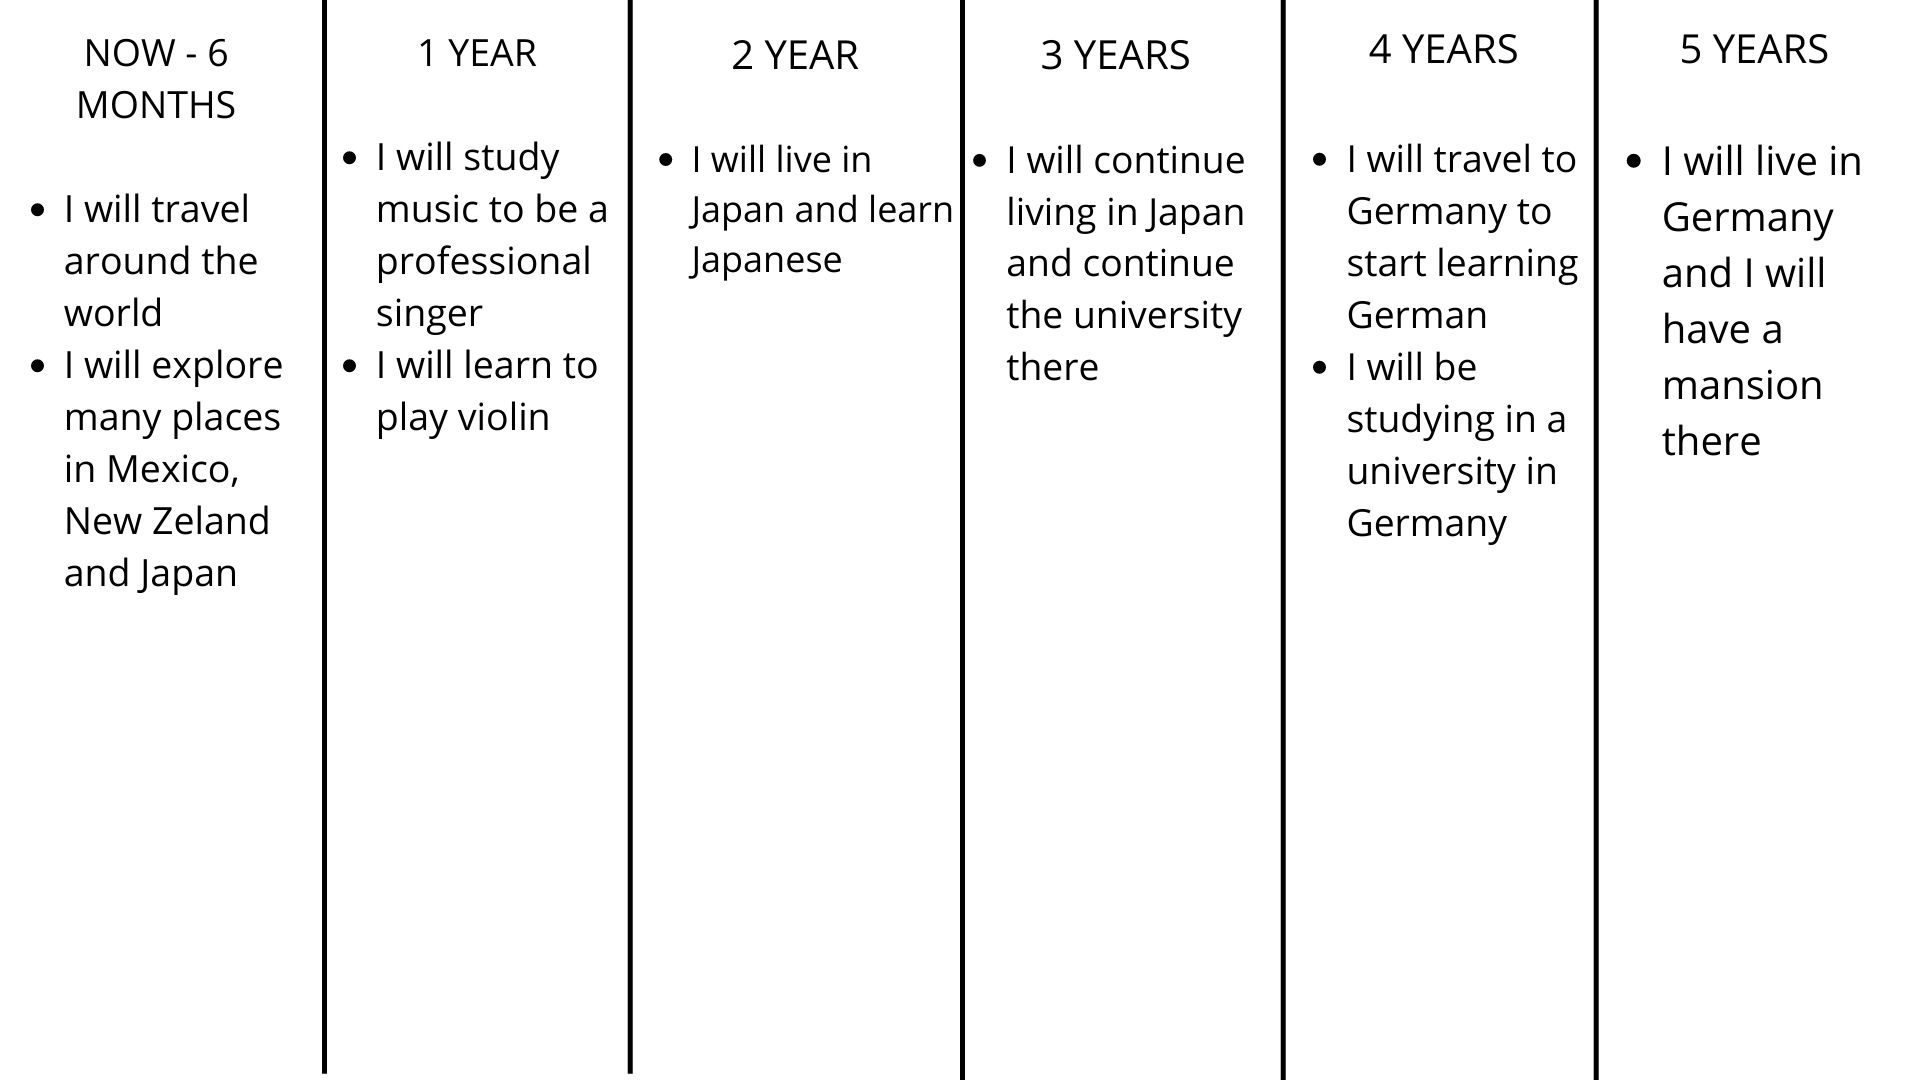 NOW - 6
MONTHS
• I will travel
around the
world
• I will explore
many places
in Mexico,
New Zeland
and Japan
1 YEAR
• I will study
music to be a
professional
singer
• I will learn to
play violin
2 YEAR
• I will live in
Japan and learn
Japanese
3 YEARS
• I will continue
living in Japan
and continue
the university
there
4 YEARS
• I will travel to
Germany to
start learning
German
• I will be
studying in a
university in
Germany
5 YEARS
• I will live in
Germany
and I will
have a
mansion
there